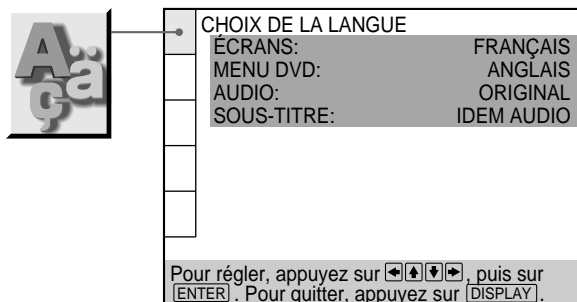 Aäç
CHOIX DE LA LANGUE
ÉCRANS: FRANÇAIS
MENU DVD: ANGLAIS
AUDIO: ORIGINAL
SOUS-TITRE: IDEM AUDIO
Pour régler, appuyez sur ←↑↓→, puis sur
ENTER. Pour quitter, appuyez sur DISPLAY.